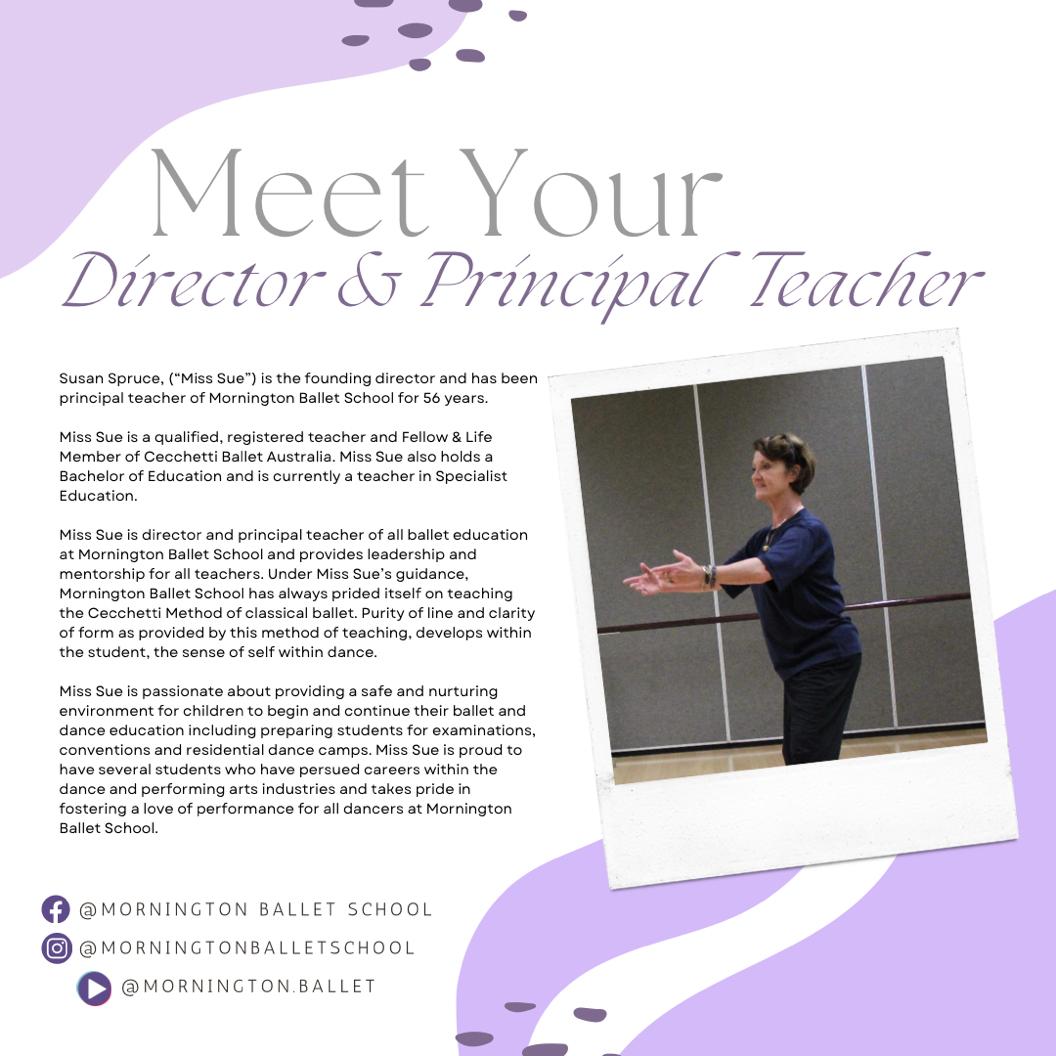 Meet Your
Director & Principal Teacher
Susan Spruce, (“Miss Sue”) is the founding director and has been
principal teacher of Mornington Ballet School for 56 years.
Miss Sue is a qualified, registered teacher and Fellow & Life
Member of Cecchetti Ballet Australia. Miss Sue also holds a
Bachelor of Education and is currently a teacher in Specialist
Education.
Miss Sue is director and principal teacher of all ballet education
at Mornington Ballet School and provides leadership and
mentorship for all teachers. Under Miss Sue’s guidance,
Mornington Ballet School has always prided itself on teaching
the Cecchetti Method of classical ballet. Purity of line and clarity
of form as provided by this method of teaching, develops within
the student, the sense of self within dance.
Miss Sue is passionate about providing a safe and nurturing
environment for children to begin and continue their ballet and
dance education including preparing students for examinations,
conventions and residential dance camps. Miss Sue is proud to
have several students who have persued careers within the
dance and performing arts industries and takes pride in
fostering a love of performance for all dancers at Mornington
Ballet School.
@MORNINGTON BALLET SCHOOL
@MORNINGTONBALLETSCHOOL
@MORNINGTON.BALLET